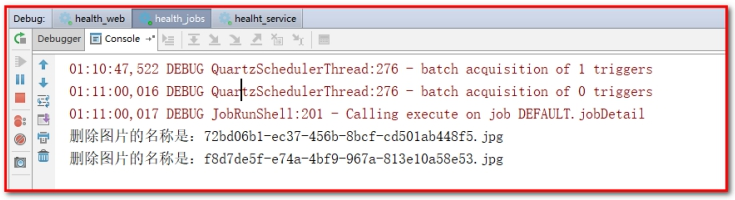 Debug: health_web health_jobs healht_service
Debugger Console
01:10:47,522 DEBUG QuartzSchedulerThread:276 - batch acquisition of 1 triggers
01:11:00,016 DEBUG QuartzSchedulerThread:276 - batch acquisition of 0 triggers
01:11:00,017 DEBUG JobRunShell:201 - Calling execute on job DEFAULT.jobDetail
删除图片的名称是：72bd06b1-ec37-456b-8bcf-cd501ab448f5.jpg
删除图片的名称是：f8d7de5f-e74a-4bf9-967a-813e10a58e53.jpg